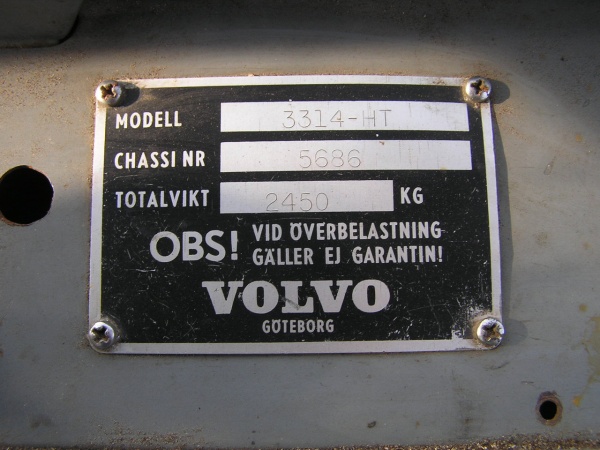 MODELL 3314-HT
CHASSI NR 5686
TOTALVIKT 2450 KG
OBS! VID ÖVERBELASTNING
GÄLLER EJ GARANTIN!
VOLVO
GÖTEBORG